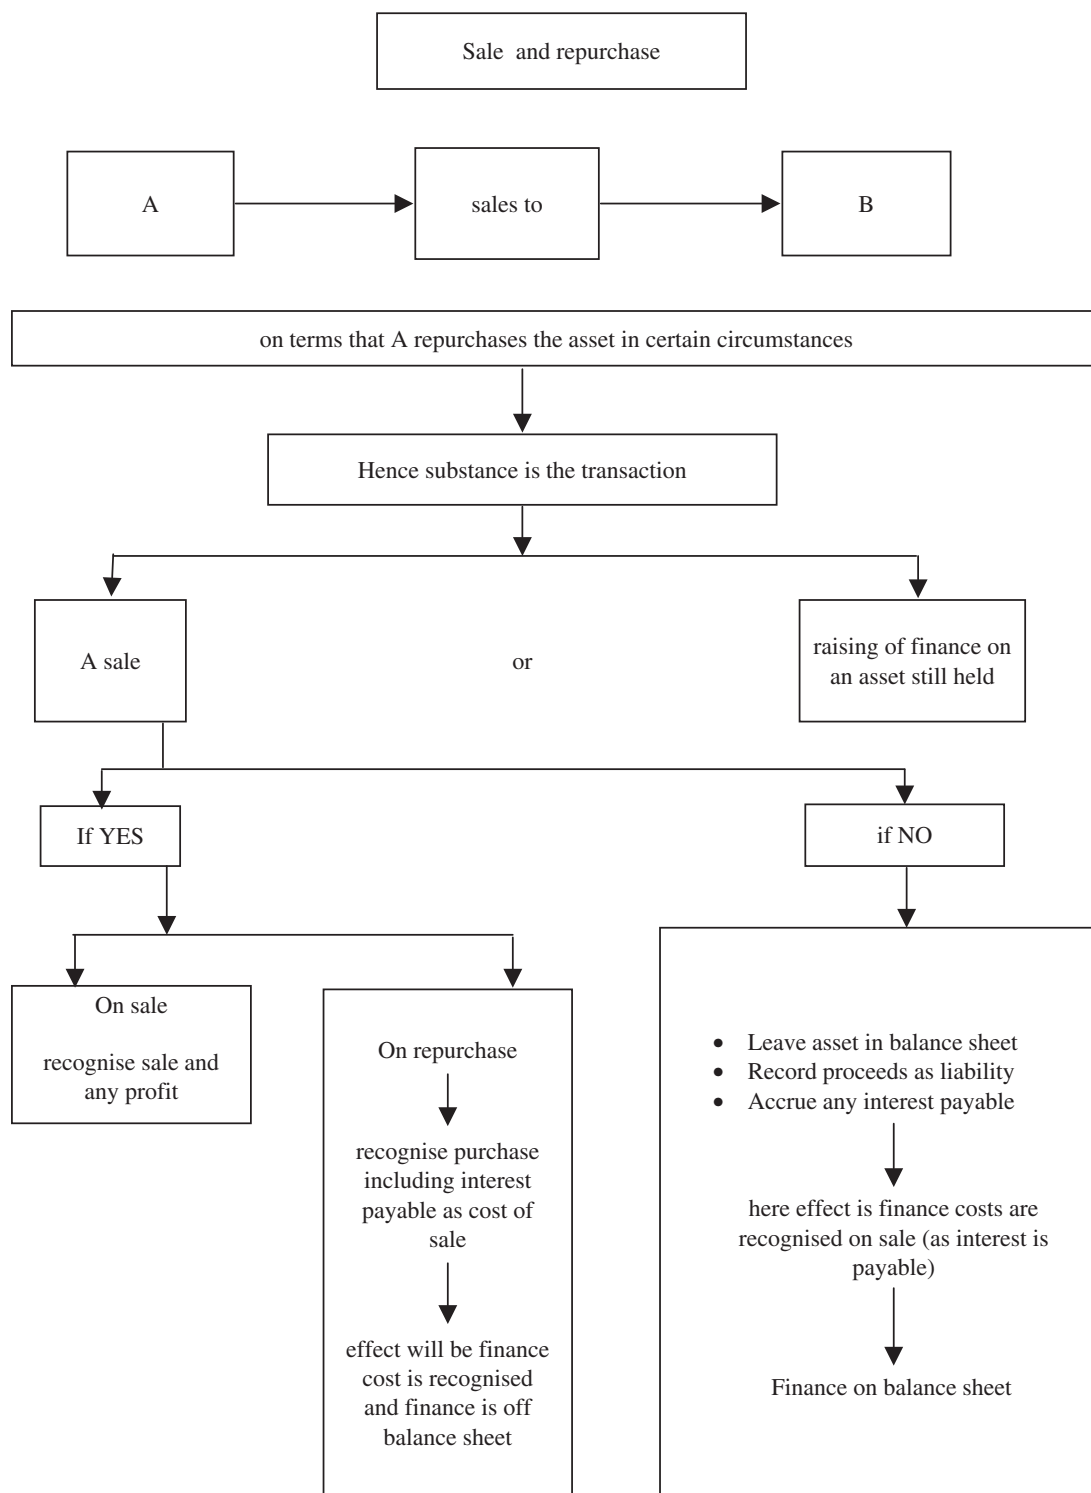 Sale and repurchase
A
sales to
B
on terms that A repurchases the asset in certain circumstances
Hence substance is the transaction
A sale
or
raising of finance on
an asset still held
If YES
if NO
On sale
recognise sale and
any profit
On repurchase
recognise purchase
including interest
payable as cost of
sale
effect will be finance
cost is recognised
and finance is off
balance sheet
• Leave asset in balance sheet
• Record proceeds as liability
• Accrue any interest payable
here effect is finance costs are
recognised on sale (as interest is
payable)
Finance on balance sheet